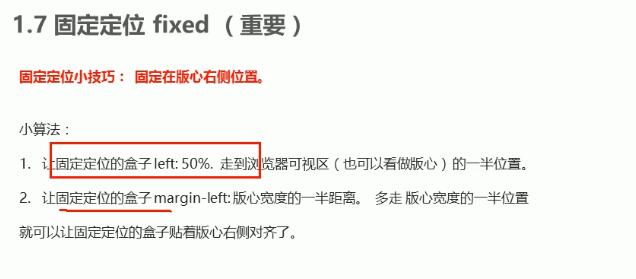 1.7 固定定位 fixed （重要）
固定定位小技巧： 固定在版心右侧位置。
小算法：
1. 让固定定位的盒子 left: 50%. 走到浏览器可视区（也可以看做版心）的一半位置。
2. 让固定定位的盒子 margin-left: 版心宽度的一半距离。 多走 版心宽度的一半位置
就可以让固定定位的盒子贴着版心右侧对齐了。